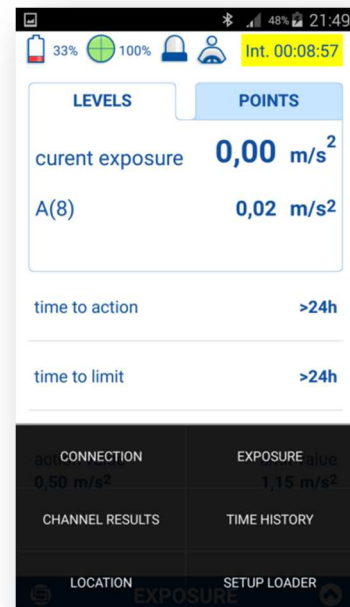 48% 21:49
33% 100% Int. 00:08:57
LEVELS POINTS
curent exposure 0,00 m/s²
A(8) 0,02 m/s2
time to action >24h
time to limit >24h
CONNECTION EXPOSURE
action value limit value
0,50 m/s² 1,15 m/s²
CHANNEL RESULTS TIME HISTORY
LOCATION SETUP LOADER
EXPOSURE